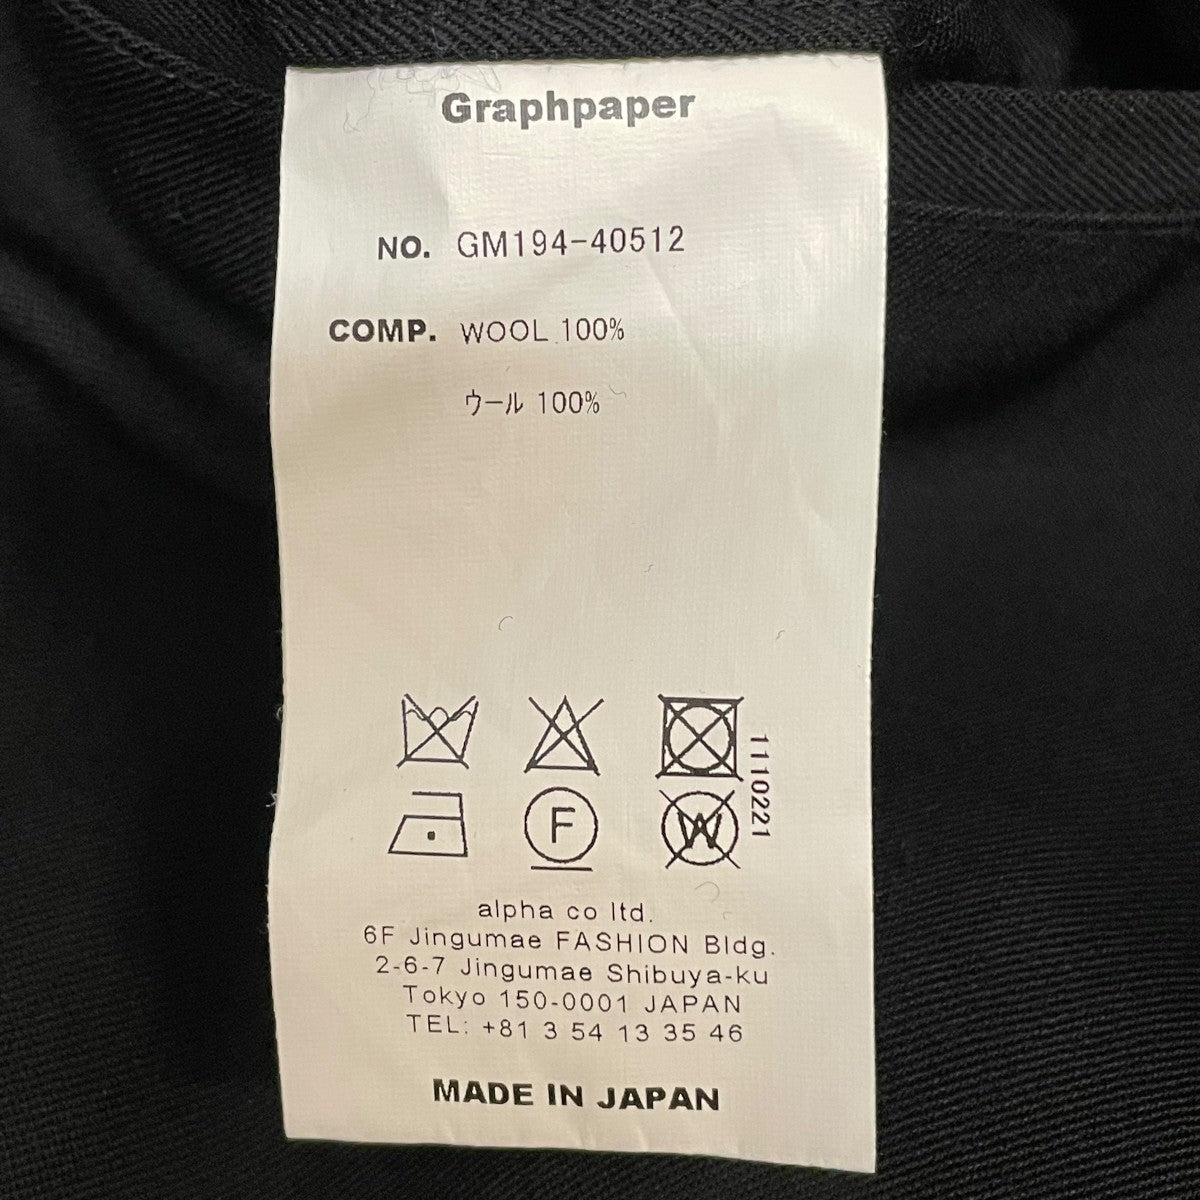 Graphpaper
NO. GM194-40512
COMP. WOOL 100%
ウール 100%
1110221
F
W
alpha co ltd.
6F Jingumae FASHION Bldg.
2-6-7 Jingumae Shibuya-ku
Tokyo 150-0001 JAPAN
TEL: +81 3 54 13 35 46
MADE IN JAPAN